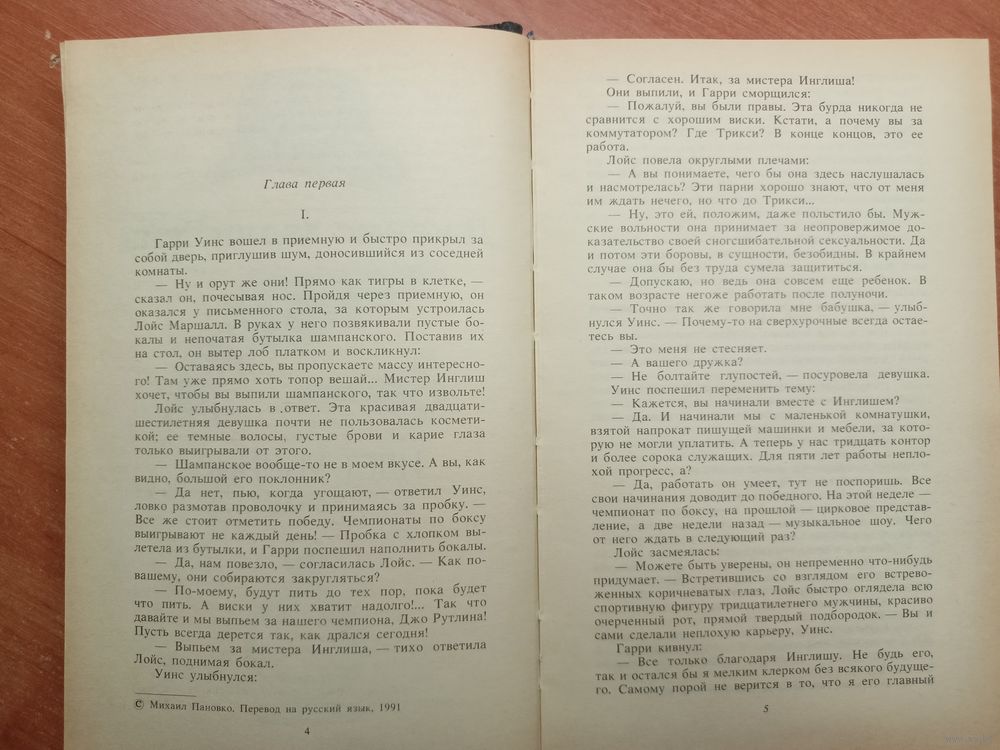 Глава первая
I.
Гарри Уинс вошел в приемную и быстро прикрыл за
собой дверь, приглушив шум, доносившийся из соседней
комнаты.
— Ну и орут же они! Прямо как тигры в клетке, —
сказал он, почесывая нос. Пройдя через приемную, он
оказался у письменного стола, за которым устроилась
Лойс Маршалл. В руках у него позвякивали пустые бо-
калы и непочатая бутылка шампанского. Поставив их
на стол, он вытер лоб платком и воскликнул:
— Оставаясь здесь, вы пропускаете массу интересно-
го! Там уже прямо хоть топор вешай... Мистер Инглиш
хочет, чтобы вы выпили шампанского, так что извольте!
Лойс улыбнулась в ответ. Эта красивая двадцати-
шестилетняя девушка почти не пользовалась космети-
кой; ее темные волосы, густые брови и карие глаза
только выигрывали от этого.
— Шампанское вообще-то не в моем вкусе. А вы, как
видно, большой его поклонник?
— Да нет, пью, когда угощают, — ответил Уинс,
ловко размотав проволочку и принимаясь за пробку. —
Все же стоит отметить победу. Чемпионаты по боксу
выигрывают не каждый день! — Пробка с хлопком вы-
летела из бутылки, и Гарри поспешил наполнить бокалы.
— Да, нам повезло, — согласилась Лойс. — Как по-
вашему, они собираются закругляться?
— По-моему, будут пить до тех пор, пока будет
что пить. А виски у них хватит надолго!... Так что
давайте и мы выпьем за нашего чемпиона, Джо Рутлина!
Пусть всегда дерется так, как дрался сегодня!
— Выпьем за мистера Инглиша, — тихо ответила
Лойс, поднимая бокал.
Уинс улыбнулся:
© Михаил Пановко. Перевод на русский язык, 1991
4
— Согласен. Итак, за мистера Инглиша!
Они выпили, и Гарри сморщился:
— Пожалуй, вы были правы. Эта бурда никогда не
сравнится с хорошим виски. Кстати, а почему вы за
коммутатором? Где Трикси? В конце концов, это ее
работа.
Лойс повела округлыми плечами:
— А вы понимаете, чего бы она здесь наслушалась
и насмотрелась? Эти парни хорошо знают, что от меня
им ждать нечего, но что до Трикси...
— Ну, это ей, положим, даже польстило бы. Муж-
ские вольности она принимает за неопровержимое до-
казательство своей сногсшибательной сексуальности. Да
и потом эти боровы, в сущности, безобидны. В крайнем
случае она бы без труда сумела защититься.
— Допускаю, но ведь она совсем еще ребенок. В
таком возрасте негоже работать после полуночи.
— Точно так же говорила мне бабушка, — улыб-
нулся Уинс. — Почему-то на сверхурочные всегда остае-
тесь вы.
— Это меня не стесняет.
— А вашего дружка?
— Не болтайте глупостей, — посуровела девушка.
Уинс поспешил переменить тему:
— Кажется, вы начинали вместе с Инглишем?
— Да. И начинали мы с маленькой комнатушки,
взятой напрокат пишущей машинки и мебели, за кото-
рую не могли уплатить. А теперь у нас тридцать контор
и более сорока служащих. Для пяти лет работы непло-
хой прогресс, а?
— Да, работать он умеет, тут не поспоришь. Все
свои начинания доводит до победного. На этой неделе —
чемпионат по боксу, на прошлой — цирковое представ-
ление, а две недели назад — музыкальное шоу. Чего
от него ждать в следующий раз?
Лойс засмеялась:
— Можете быть уверены, он непременно что-нибудь
придумает. — Встретившись со взглядом его встрево-
женных коричневатых глаз, Лойс быстро оглядела всю
спортивную фигуру тридцатилетнего мужчины, красиво
очерченный рот, прямой твердый подбородок. — Вы и
сами сделали неплохую карьеру, Уинс.
Гарри кивнул:
— Все только благодаря Инглишу. Не будь его,
так и остался бы я мелким клерком без всякого будуще-
го. Самому порой не верится в то, что я его главный
5